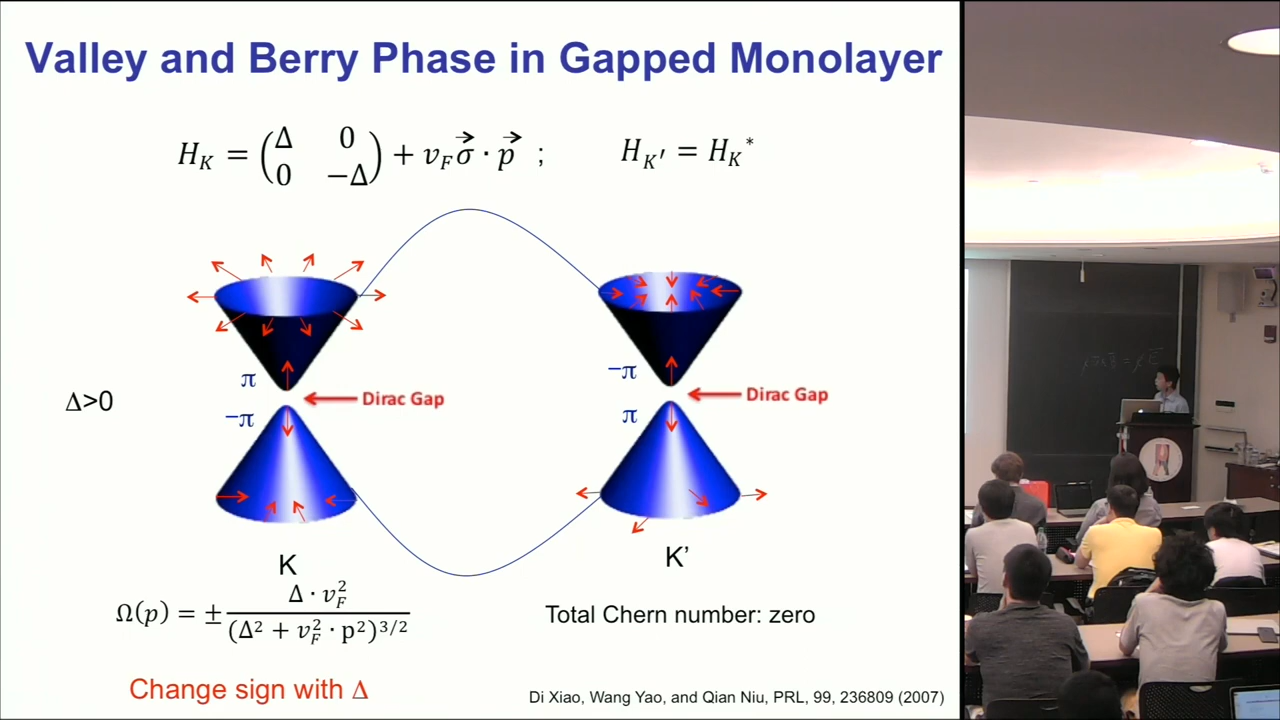 Valley and Berry Phase in Gapped Monolayer
H_K = (Δ 0 0 −Δ) + v_F σ⃗ · p⃗ ; H_K′ = H_K*
π
−π
Dirac Gap
−π
π
Dirac Gap
Δ>0
K
K’
Ω(p) = ± Δ · v_F² / (Δ² + v_F² · p²)^3/2
Total Chern number: zero
Change sign with Δ
Di Xiao, Wang Yao, and Qian Niu, PRL, 99, 236809 (2007)